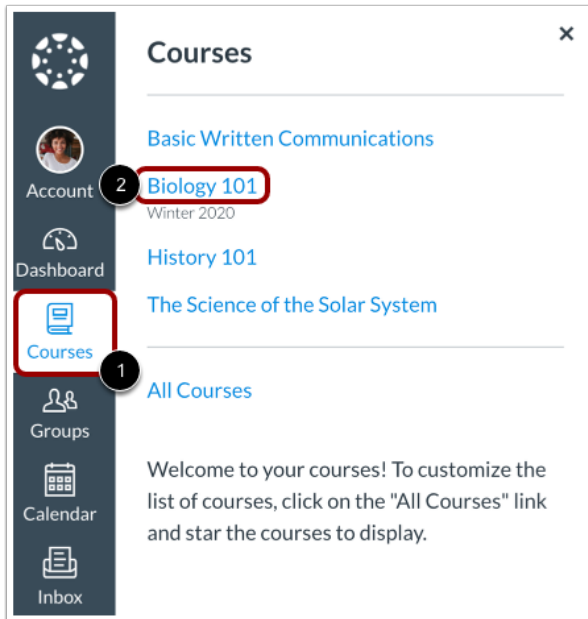 Account
Dashboard
Courses
1
Groups
Calendar
Inbox
Courses
×
Basic Written Communications
2
Biology 101
Winter 2020
History 101
The Science of the Solar System
All Courses
Welcome to your courses! To customize the
list of courses, click on the "All Courses" link
and star the courses to display.